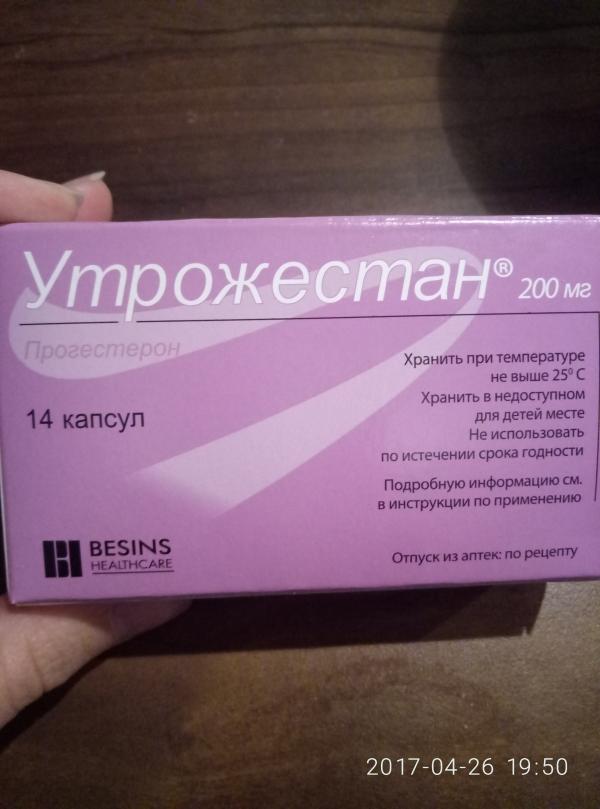 Утрожестан® 200 мг
Прогестерон
14 капсул
Хранить при температуре
не выше 25⁰ С
Хранить в недоступном
для детей месте
Не использовать
по истечении срока годности
Подробную информацию см.
в инструкции по применению
BESINS
HEALTHCARE
Отпуск из аптек: по рецепту
2017-04-26 19:50